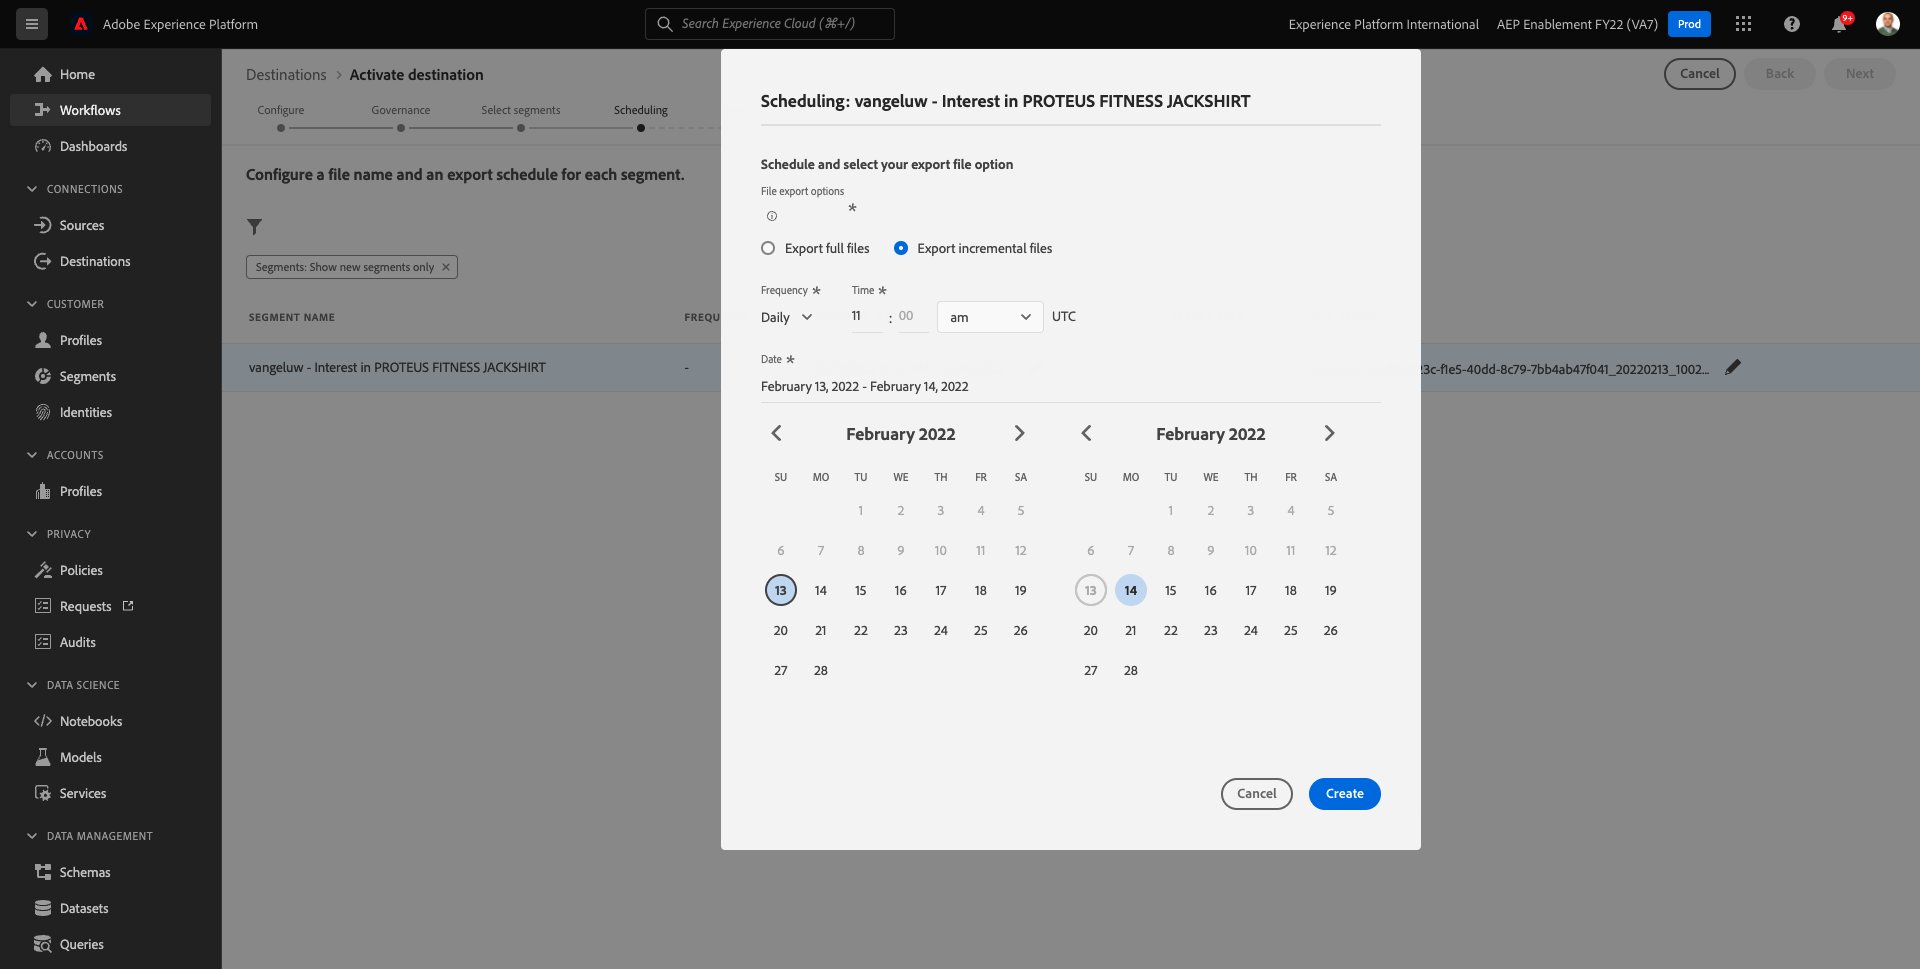 Adobe Experience Platform
Search Experience Cloud (⌘+/)
Experience Platform International
AEP Enablement FY22 (VA7)
Prod
9+
Home
Workflows
Dashboards
CONNECTIONS
Sources
Destinations
CUSTOMER
Profiles
Segments
Identities
ACCOUNTS
Profiles
PRIVACY
Policies
Requests
Audits
DATA SCIENCE
Notebooks
Models
Services
DATA MANAGEMENT
Schemas
Datasets
Queries
Destinations > Activate destination
Cancel
Back
Next
Configure Governance Select segments Scheduling
Configure a file name and an export schedule for each segment.
Segments: Show new segments only ×
SEGMENT NAME FREQU
vangeluw - Interest in PROTEUS FITNESS JACKSHIRT -
23c-f1e5-40dd-8c79-7bb4ab47f041_20220213_1002...
Scheduling: vangeluw - Interest in PROTEUS FITNESS JACKSHIRT
Schedule and select your export file option
File export options
*
Export full files Export incremental files
Frequency * Time *
Daily 11 : 00 am UTC
Date *
February 13, 2022 - February 14, 2022
February 2022
SU MO TU WE TH FR SA
1 2 3 4 5
6 7 8 9 10 11 12
13 14 15 16 17 18 19
20 21 22 23 24 25 26
27 28
February 2022
SU MO TU WE TH FR SA
1 2 3 4 5
6 7 8 9 10 11 12
13 14 15 16 17 18 19
20 21 22 23 24 25 26
27 28
Cancel
Create